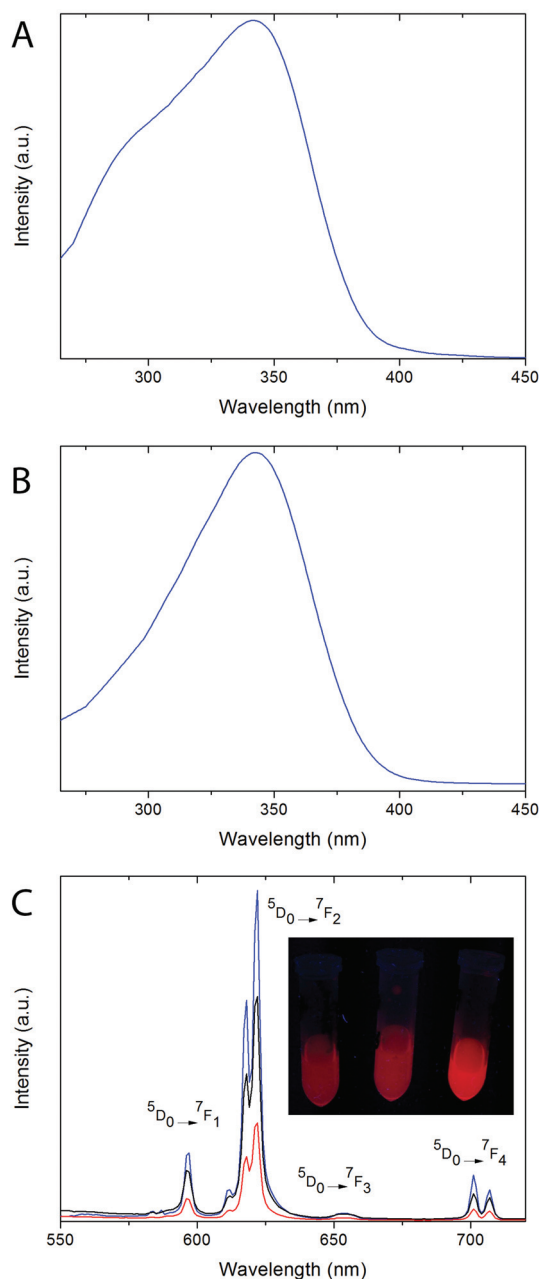 A
Intensity (a.u.)
300
350
400
450
Wavelength (nm)
B
Intensity (a.u.)
300
350
400
450
Wavelength (nm)
C
Intensity (a.u.)
⁵D₀→⁷F₂
⁵D₀→⁷F₁
⁵D₀→⁷F₃
⁵D₀→⁷F₄
550
600
650
700
Wavelength (nm)